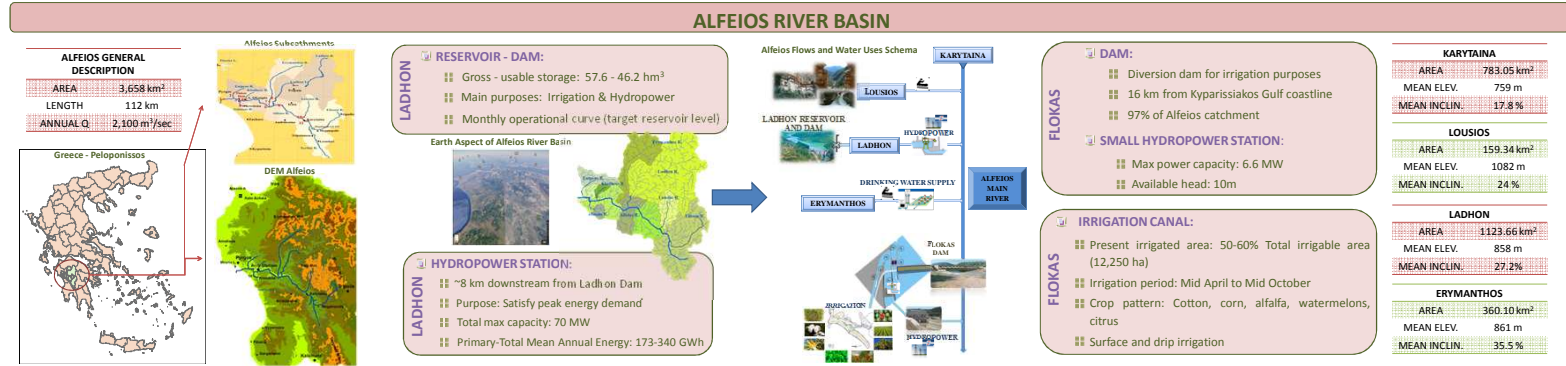 ALFEIOS RIVER BASIN
ALFEIOS GENERAL
DESCRIPTION
AREA 3,658 km²
LENGTH 112 km
ANNUAL Q 2,100 m³/sec
Alfeios Subcathments
Greece - Peloponissos
DEM Alfeios
LADHON
RESERVOIR - DAM:
Gross - usable storage: 57.6 - 46.2 hm³
Main purposes: Irrigation & Hydropower
Monthly operational curve (target reservoir level)
Earth Aspect of Alfeios River Basin
LADHON
HYDROPOWER STATION:
~8 km downstream from Ladhon Dam
Purpose: Satisfy peak energy demand
Total max capacity: 70 MW
Primary-Total Mean Annual Energy: 173-340 GWh
Alfeios Flows and Water Uses Schema
KARYTAINA
LOUSIOS
LADHON RESERVOIR
AND DAM
HYDROPOWER
LADHON
DRINKING WATER SUPPLY
ERYMANTHOS
ALFEIOS
MAIN
RIVER
FLOKAS
DAM
IRRIGATION
HYDROPOWER
FLOKAS
DAM:
Diversion dam for irrigation purposes
16 km from Kyparissiakos Gulf coastline
97% of Alfeios catchment
SMALL HYDROPOWER STATION:
Max power capacity: 6.6 MW
Available head: 10m
FLOKAS
IRRIGATION CANAL:
Present irrigated area: 50-60% Total irrigable area
(12,250 ha)
Irrigation period: Mid April to Mid October
Crop pattern: Cotton, corn, alfalfa, watermelons,
citrus
Surface and drip irrigation
KARYTAINA
AREA 783.05 km²
MEAN ELEV. 759 m
MEAN INCLIN. 17.8 %
LOUSIOS
AREA 159.34 km²
MEAN ELEV. 1082 m
MEAN INCLIN. 24 %
LADHON
AREA 1123.66 km²
MEAN ELEV. 858 m
MEAN INCLIN. 27.2%
ERYMANTHOS
AREA 360.10 km²
MEAN ELEV. 861 m
MEAN INCLIN. 35.5 %